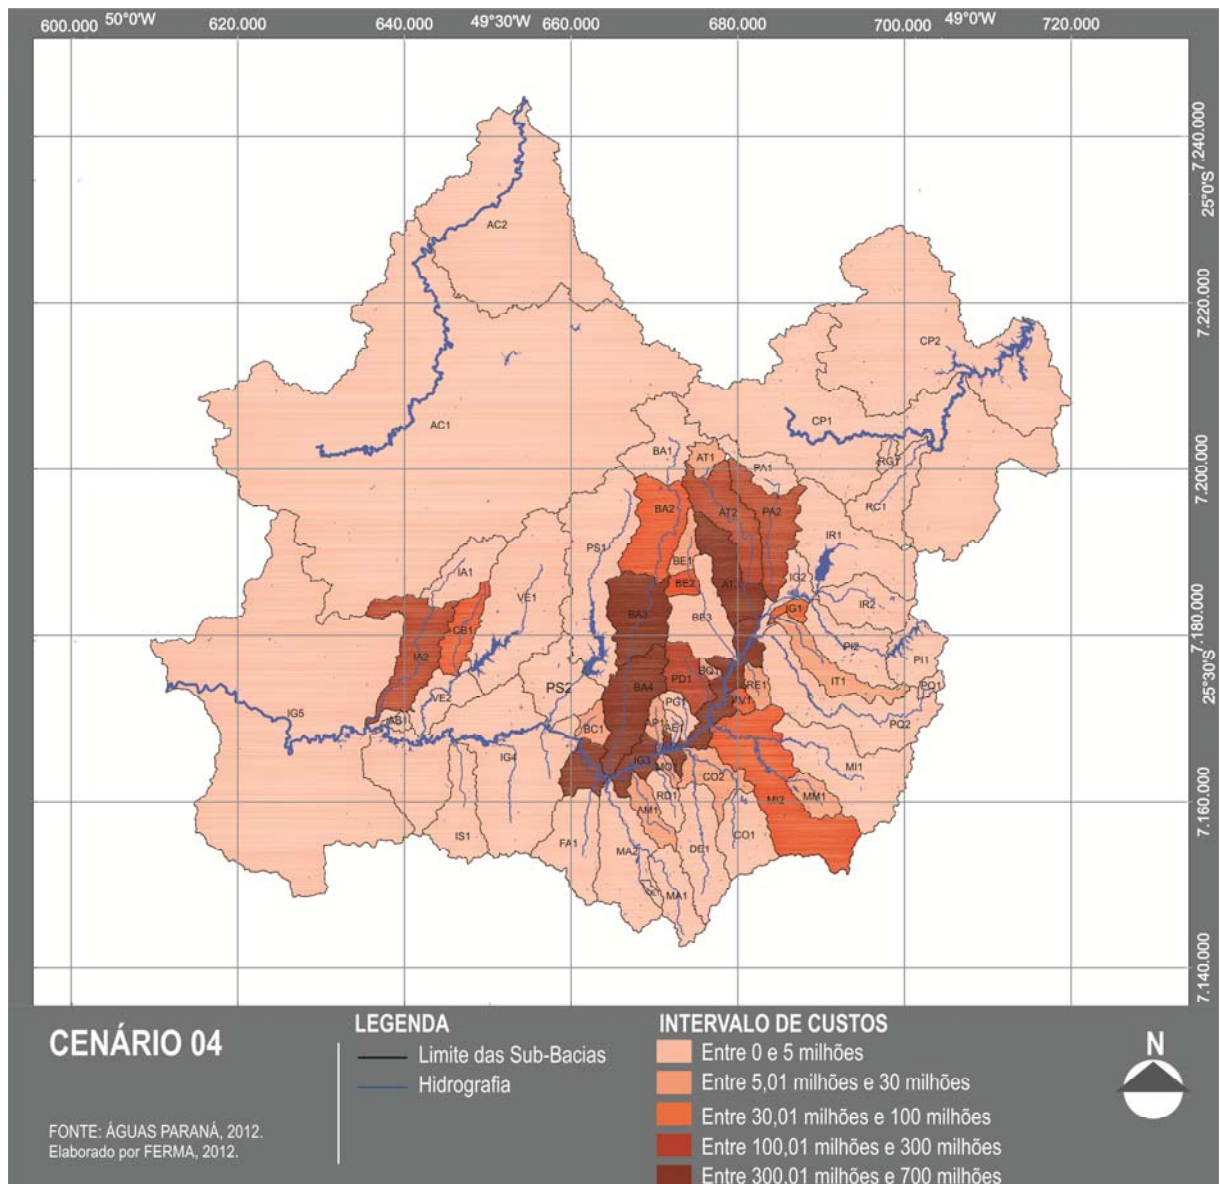 600.000 50°0'W 620.000 640.000 49°30'W 660.000 680.000 700.000 49°0'W 720.000
7.240.000
25°0'S
7.220.000
7.200.000
7.180.000
25°30'S
7.160.000
7.140.000
AC2
CP2
AC1
CP1
BA1
AT1
PA1
RC1
BA2
AT2
PA2
IR1
PS1
BE1
IA1
BE2
IG2
VE1
IR2
BA3
IG1
CB1
BE3
PI2
IA2
PI1
BA4
PD1
RE1
IT1
PS2
VE2
PG1
IG5
BC1
PQ2
IG4
IG3
MI1
CO2
RD1
MM1
AM1
MI2
IS1
FA1
MA2
DE1
CO1
MA1
CENÁRIO 04
FONTE: ÁGUAS PARANÁ, 2012.
Elaborado por FERMA, 2012.
LEGENDA
Limite das Sub-Bacias
Hidrografia
INTERVALO DE CUSTOS
Entre 0 e 5 milhões
Entre 5,01 milhões e 30 milhões
Entre 30,01 milhões e 100 milhões
Entre 100,01 milhões e 300 milhões
Entre 300,01 milhões e 700 milhões
N